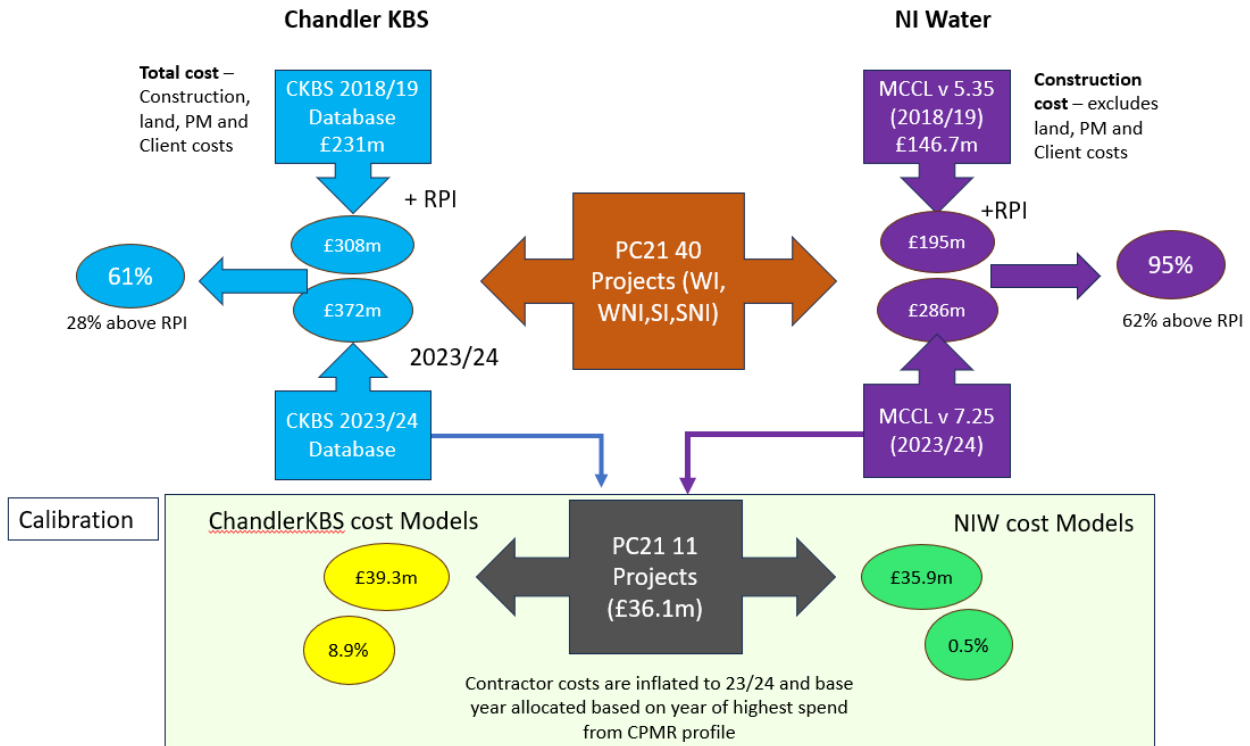 Chandler KBS
NI Water
Total cost –
Construction,
land, PM and
Client costs
CKBS 2018/19
Database
£231m
MCCL v 5.35
(2018/19)
£146.7m
Construction
cost – excludes
land, PM and
Client costs
+ RPI
+RPI
£308m
£195m
PC21 40
Projects (WI,
WNI,SI,SNI)
61%
28% above RPI
95%
62% above RPI
£372m
£286m
2023/24
CKBS 2023/24
Database
MCCL v 7.25
(2023/24)
Calibration
ChandlerKBS cost Models
NIW cost Models
PC21 11
Projects
(£36.1m)
£39.3m
£35.9m
8.9%
0.5%
Contractor costs are inflated to 23/24 and base
year allocated based on year of highest spend
from CPMR profile